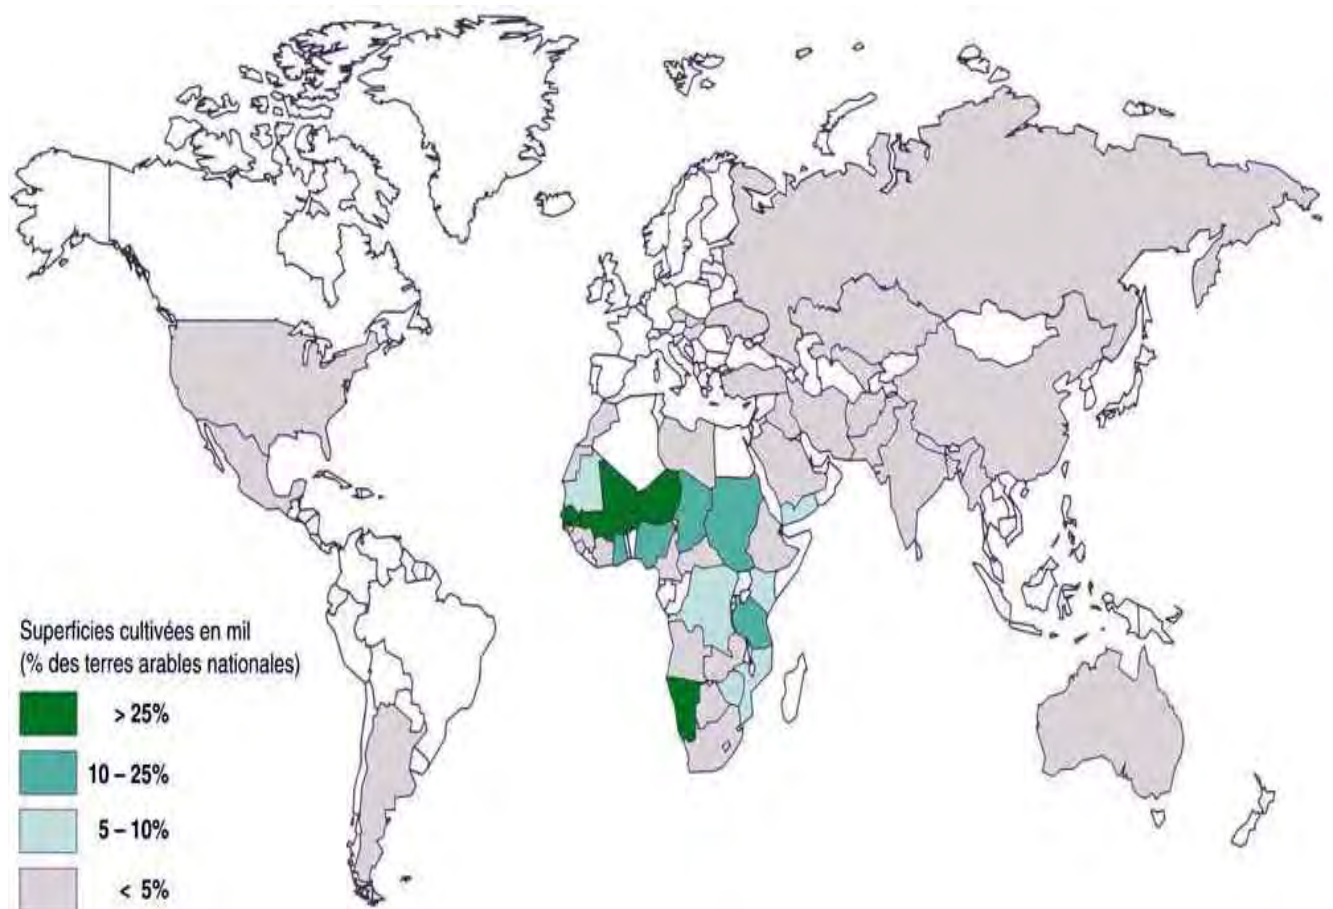 Superficies cultivées en mil
(% des terres arables nationales)
> 25%
10 – 25%
5 – 10%
< 5%